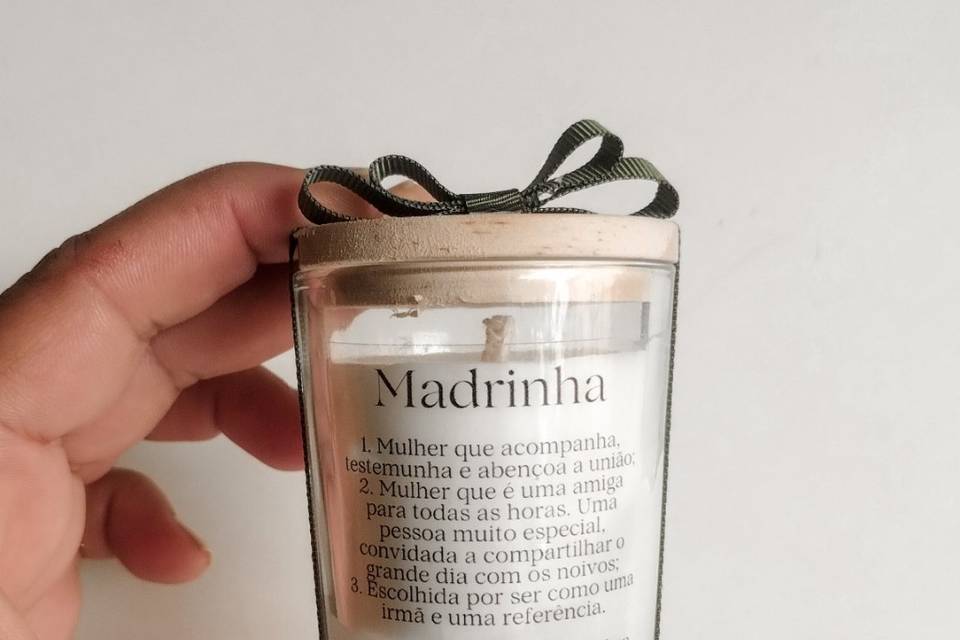 Madrinha
1. Mulher que acompanha,
testemunha e abençoa a união;
2. Mulher que é uma amiga
para todas as horas. Uma
pessoa muito especial,
convidada a compartilhar o
grande dia com os noivos;
3. Escolhida por ser como uma
irmã e uma referência.